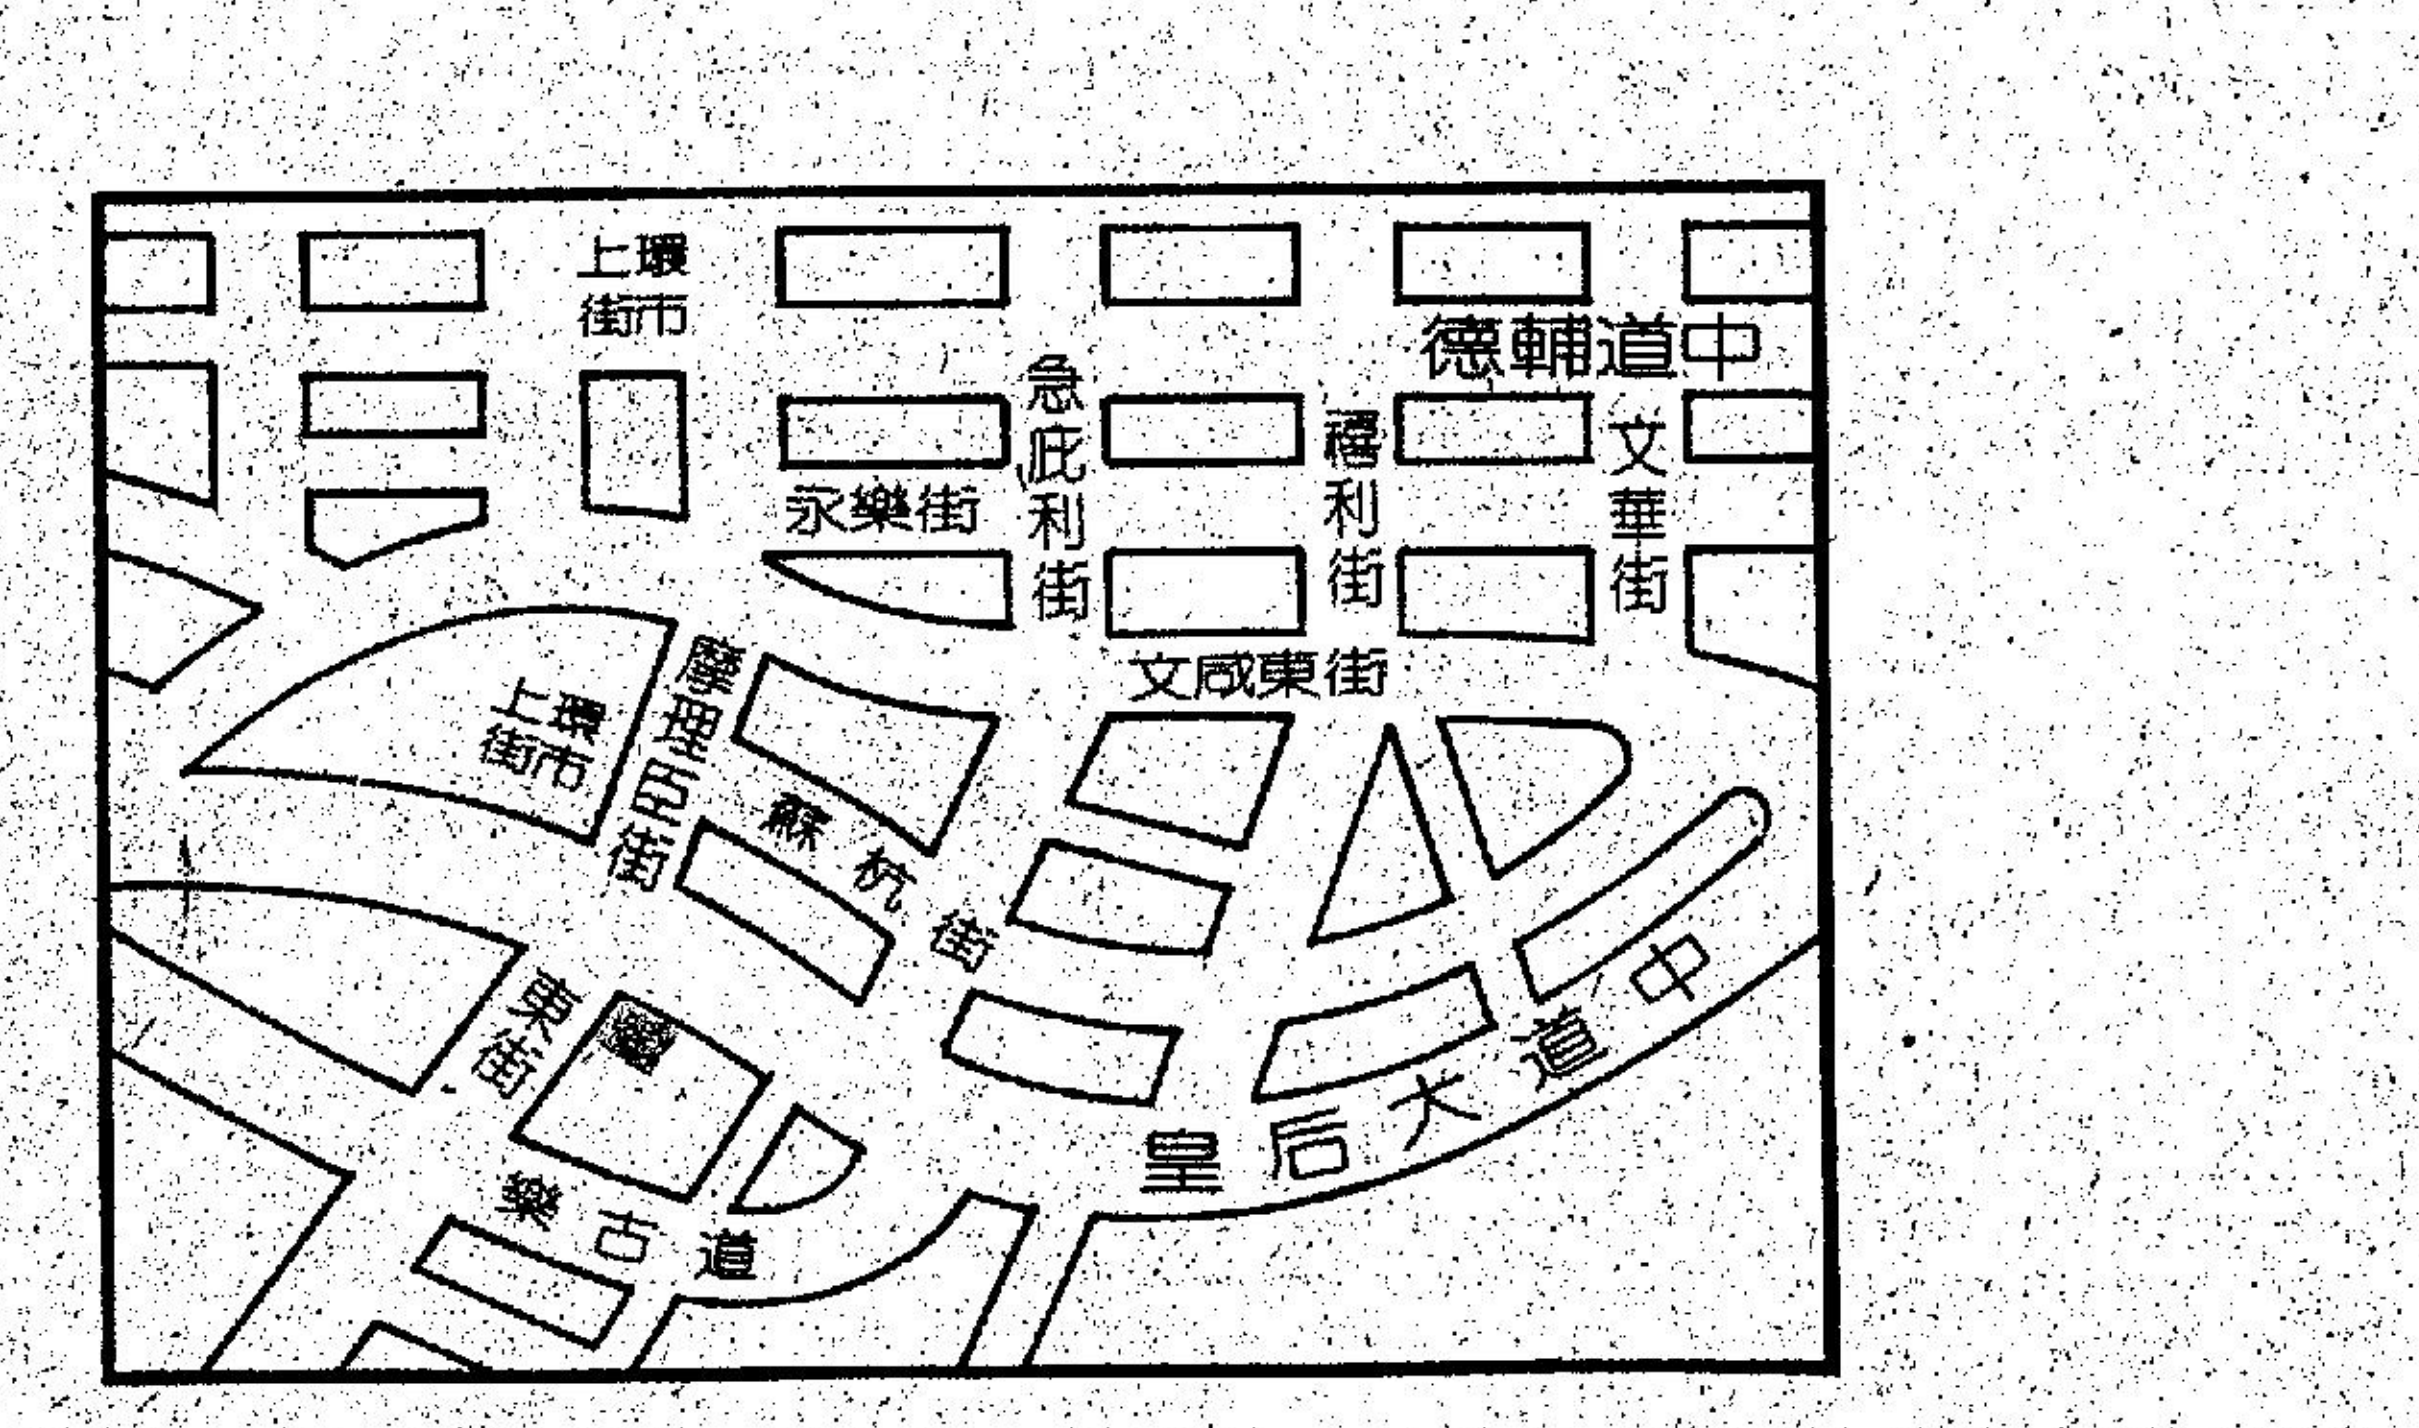 上環
街市
德輔道中
急庇利街
禧利街
文華街
永樂街
文咸東街
摩理臣街
上環
街市
蘇杭街
東街
皇后大道中
樂古道